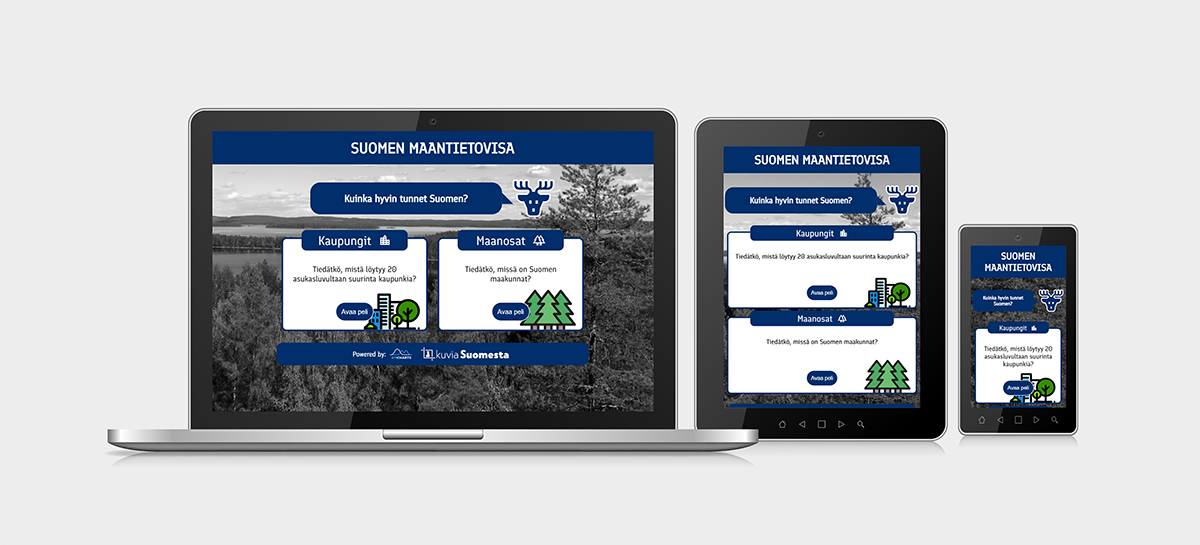 SUOMEN MAANTIETOVISA
Kuinka hyvin tunnet Suomen?
Kaupungit
Tiedätkö, mistä löytyy 20
asukasluvultaan suurinta kaupunkia?
Avaa peli
Maanosat
Tiedätkö, missä on Suomen
maakunnat?
Avaa peli
Powered by:
kuvia Suomesta
SUOMEN MAANTIETOVISA
Kuinka hyvin tunnet Suomen?
Kaupungit
Tiedätkö, mistä löytyy 20 asukasluvultaan suurinta kaupunkia?
Avaa peli
Maanosat
Tiedätkö, missä on Suomen maakunnat?
Avaa peli
SUOMEN
MAANTIETOVISA
Kuinka hyvin tunnet
Suomen?
Kaupungit
Tiedätkö, mistä löytyy 20
asukasluvultaan suurinta
kaupunkia?
Avaa peli